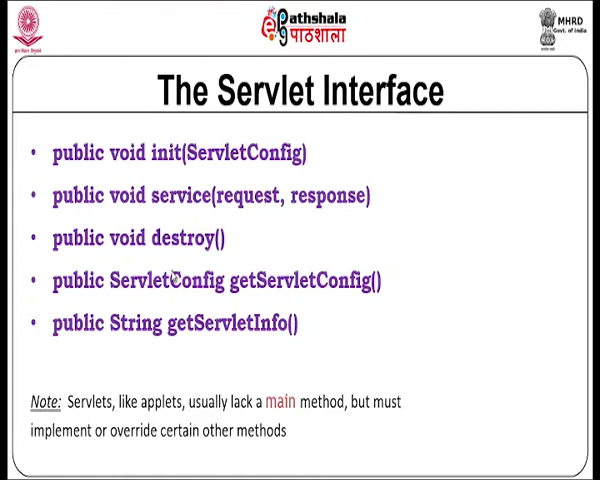 ePathshala
पाठशाला
MHRD
Govt. of India
The Servlet Interface
• public void init(ServletConfig)
• public void service(request, response)
• public void destroy()
• public ServletConfig getServletConfig()
• public String getServletInfo()
Note: Servlets, like applets, usually lack a main method, but must
implement or override certain other methods